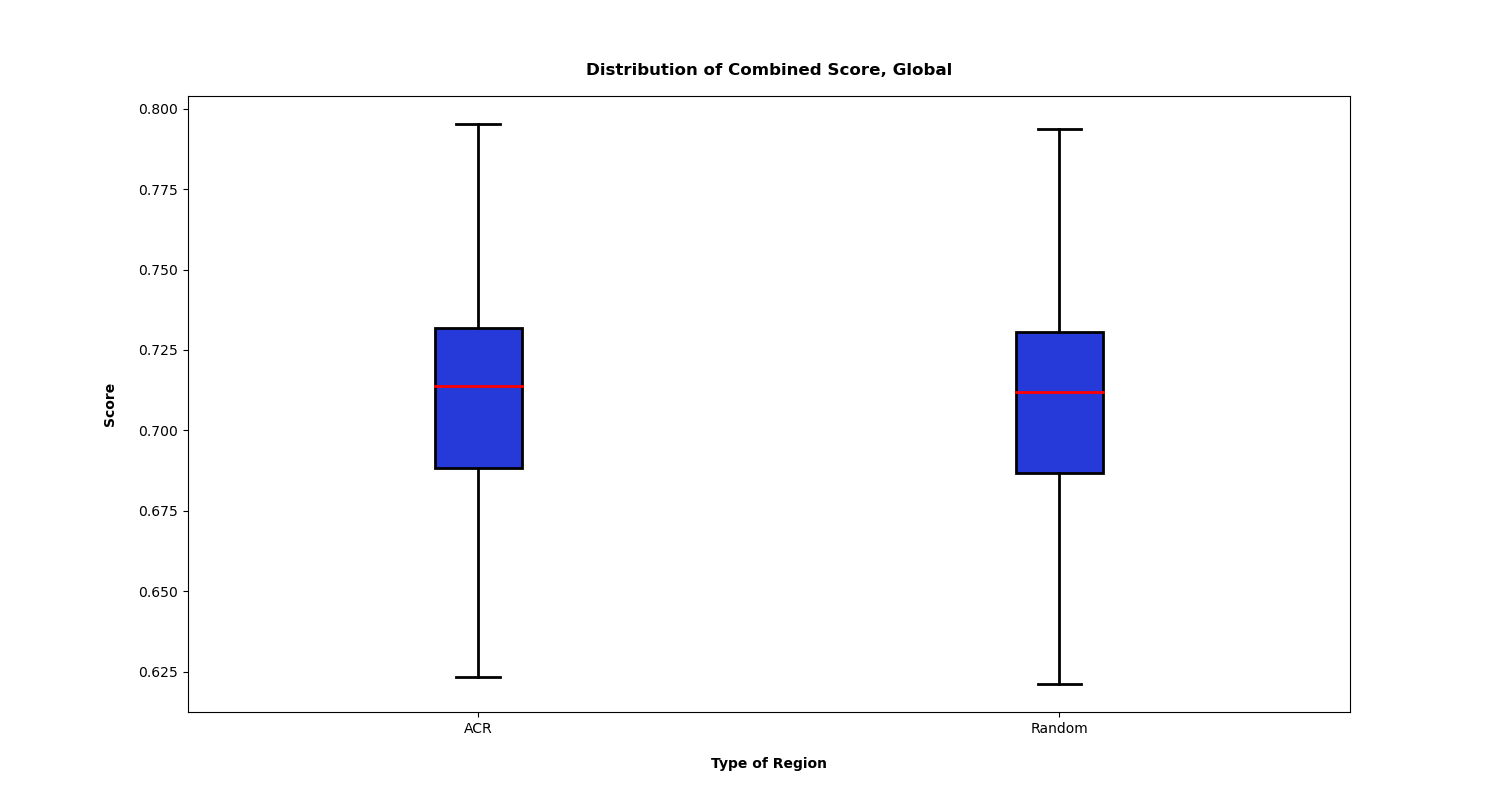 Distribution of Combined Score, Global
0.800
0.775
0.750
0.725
0.700
0.675
0.650
0.625
Score
ACR
Random
Type of Region